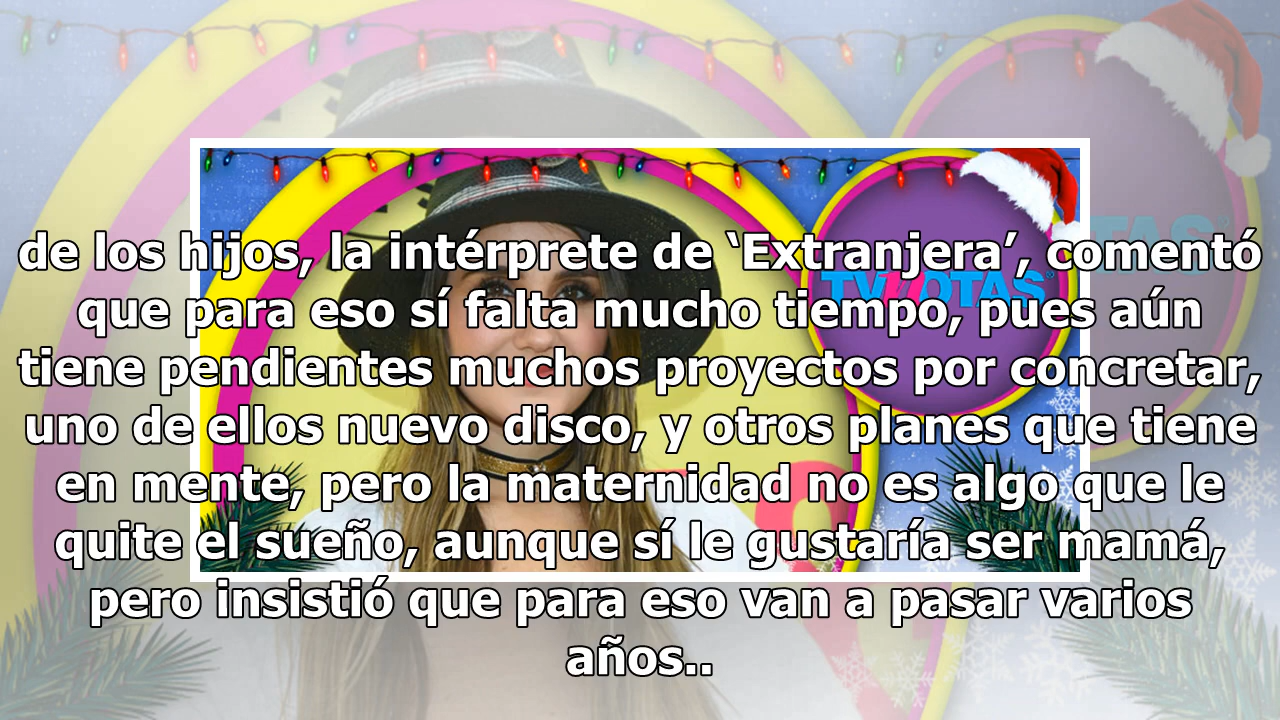 de los hijos, la intérprete de ‘Extranjera’, comentó
que para eso sí falta mucho tiempo, pues aún
tiene pendientes muchos proyectos por concretar,
uno de ellos nuevo disco, y otros planes que tiene
en mente, pero la maternidad no es algo que le
quite el sueño, aunque sí le gustaría ser mamá,
pero insistió que para eso van a pasar varios
años..
TVNOTAS
TAS